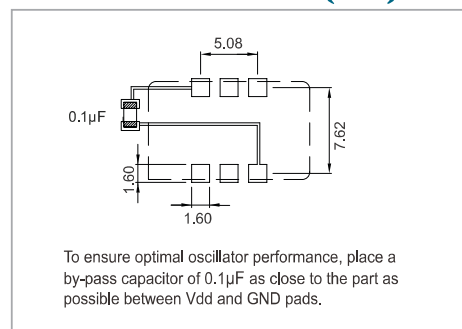 5.08
0.1µF
7.62
1.60
1.60
To ensure optimal oscillator performance, place a
by-pass capacitor of 0.1µF as close to the part as
possible between Vdd and GND pads.